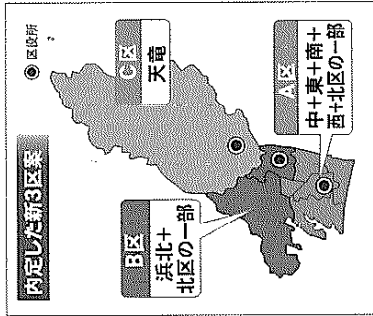 内定した新3区案
◉ 区役所
C区
天竜
B区
浜北+
北区の一部
A区
中+東+南+
西+北区の一部